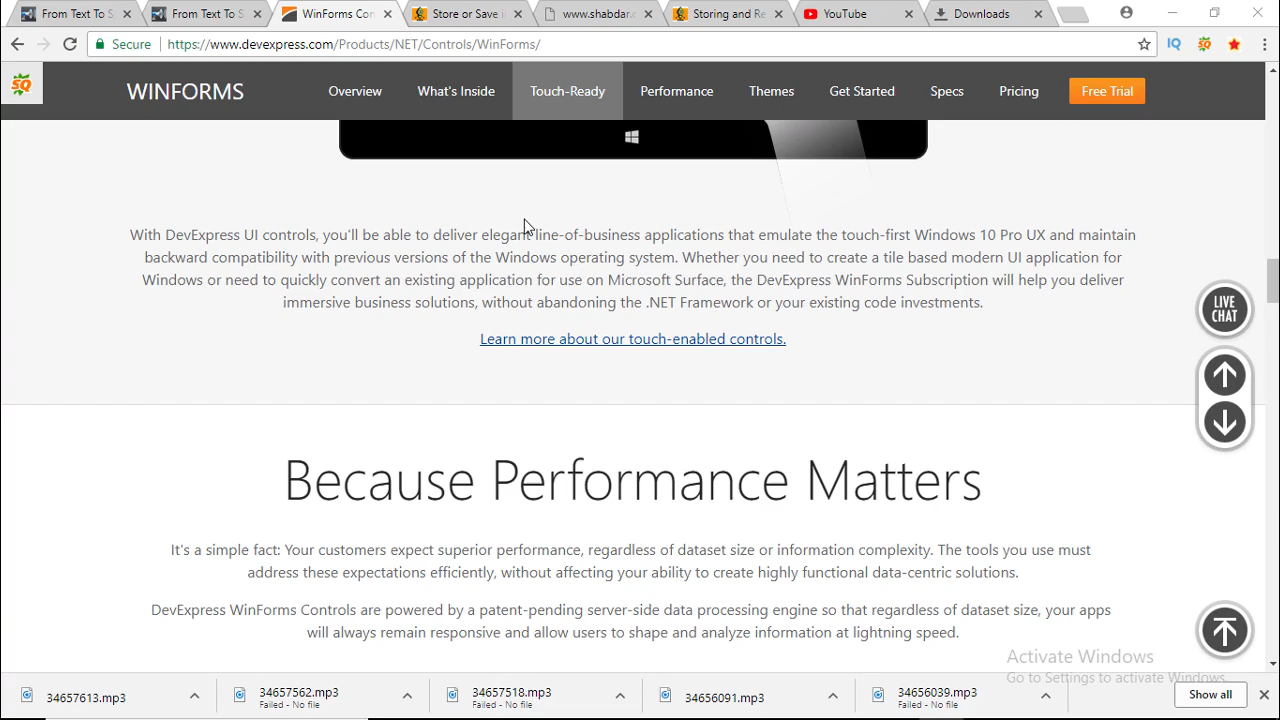 From Text To S
From Text To S
WinForms Con
Store or Save i
www.shabdar.c
Storing and Re
YouTube
Downloads
Secure
https://www.devexpress.com/Products/NET/Controls/WinForms/
IQ
SQ
SQ
WINFORMS
Overview
What's Inside
Touch-Ready
Performance
Themes
Get Started
Specs
Pricing
Free Trial
With DevExpress UI controls, you'll be able to deliver elegant line-of-business applications that emulate the touch-first Windows 10 Pro UX and maintain
backward compatibility with previous versions of the Windows operating system. Whether you need to create a tile based modern UI application for
Windows or need to quickly convert an existing application for use on Microsoft Surface, the DevExpress WinForms Subscription will help you deliver
immersive business solutions, without abandoning the .NET Framework or your existing code investments.
LIVE
CHAT
Learn more about our touch-enabled controls.
Because Performance Matters
It's a simple fact: Your customers expect superior performance, regardless of dataset size or information complexity. The tools you use must
address these expectations efficiently, without affecting your ability to create highly functional data-centric solutions.
DevExpress WinForms Controls are powered by a patent-pending server-side data processing engine so that regardless of dataset size, your apps
will always remain responsive and allow users to shape and analyze information at lightning speed.
Activate Windows
Go to Settings to activate Windows.
34657613.mp3
34657562.mp3
Failed - No file
34657513.mp3
Failed - No file
34656091.mp3
34656039.mp3
Failed - No file
Show all